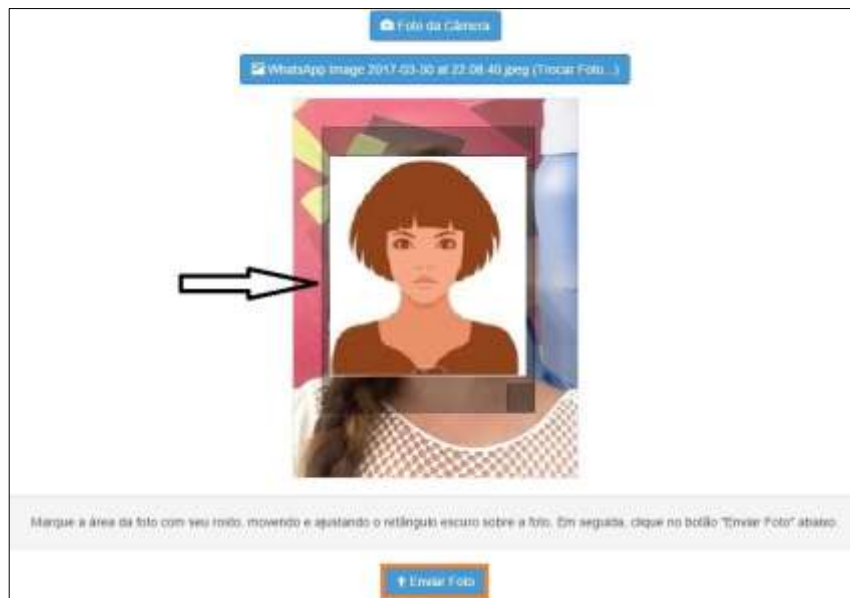 Foto da Câmera
WhatsApp Image 2017-03-30 at 22.08.40.jpeg (Trocar Foto...)
Marque a área da foto com seu rosto, movendo e ajustando o retângulo escuro sobre a foto. Em seguida, clique no botão "Enviar Foto" abaixo.
Enviar Foto